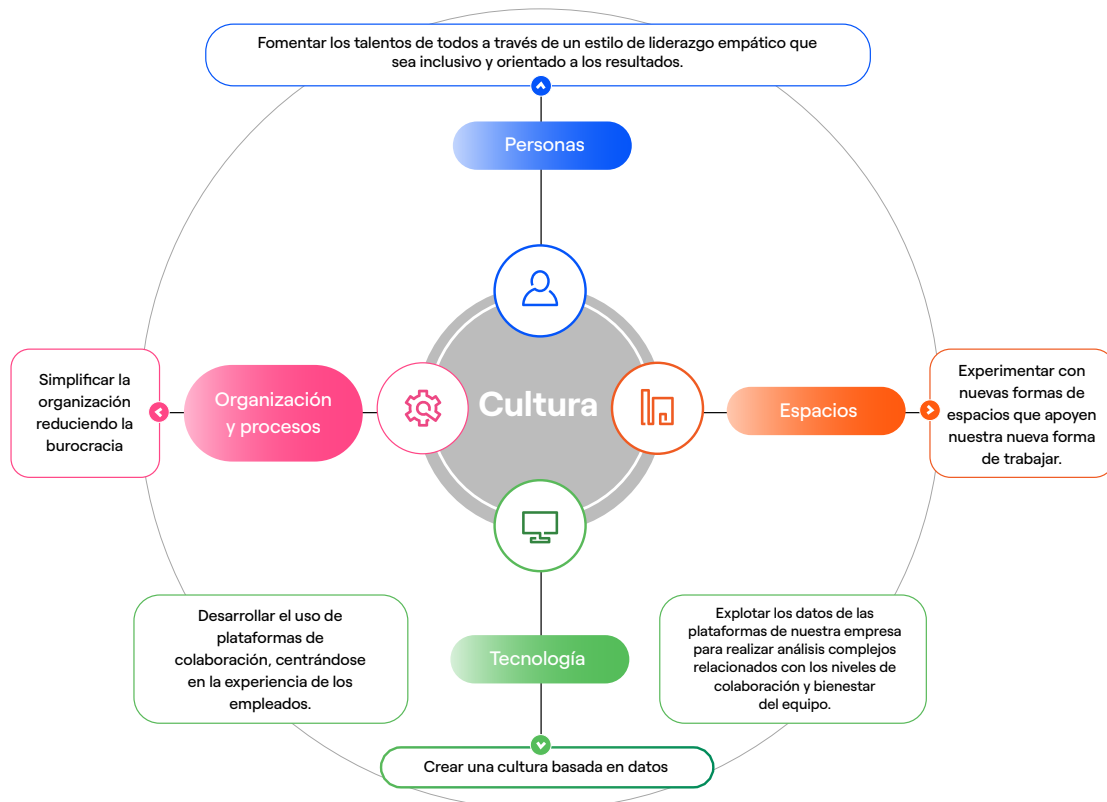 Fomentar los talentos de todos a través de un estilo de liderazgo empático que
sea inclusivo y orientado a los resultados.
Personas
Simplificar la
organización
reduciendo la
burocracia
Organización
y procesos
Cultura
Espacios
Experimentar con
nuevas formas de
espacios que apoyen
nuestra nueva forma
de trabajar.
Desarrollar el uso de
plataformas de
colaboración, centrándose
en la experiencia de los
empleados.
Tecnología
Explotar los datos de las
plataformas de nuestra empresa
para realizar análisis complejos
relacionados con los niveles de
colaboración y bienestar
del equipo.
Crear una cultura basada en datos